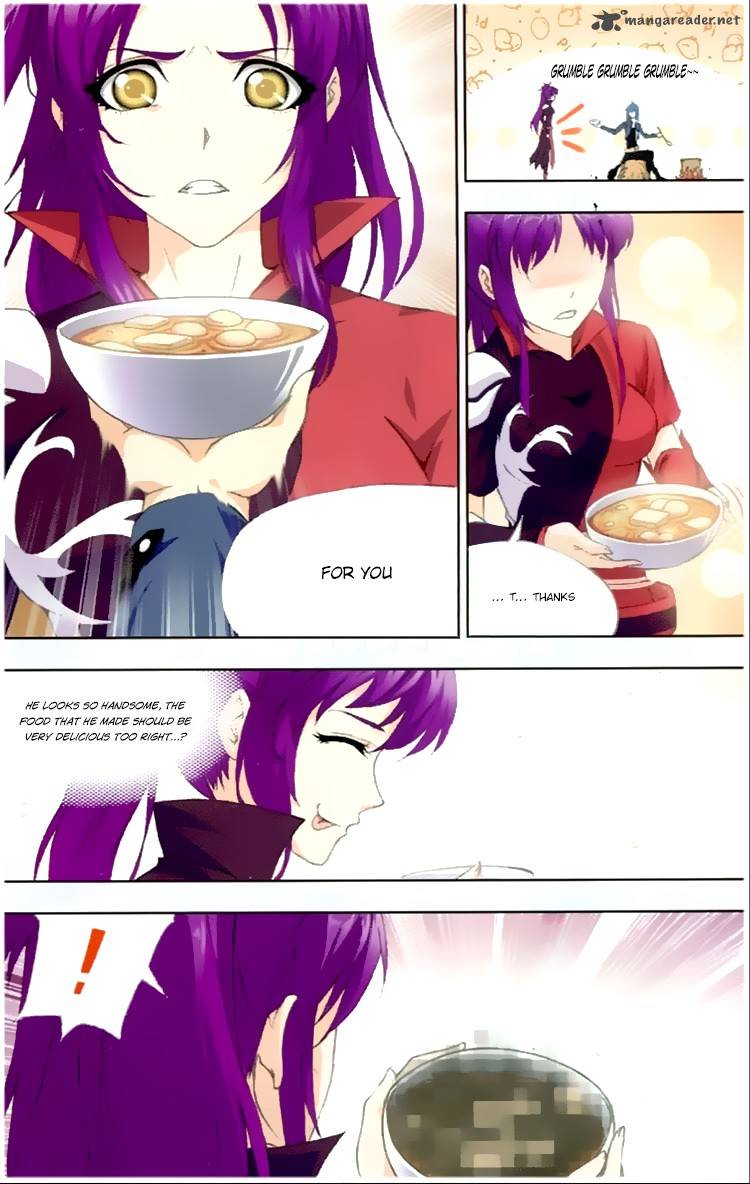 mangareader.net
GRUMBLE GRUMBLE GRUMBLE~~
FOR YOU
... T... THANKS
HE LOOKS SO HANDSOME, THE
FOOD THAT HE MADE SHOULD BE
VERY DELICIOUS TOO RIGHT...?
!